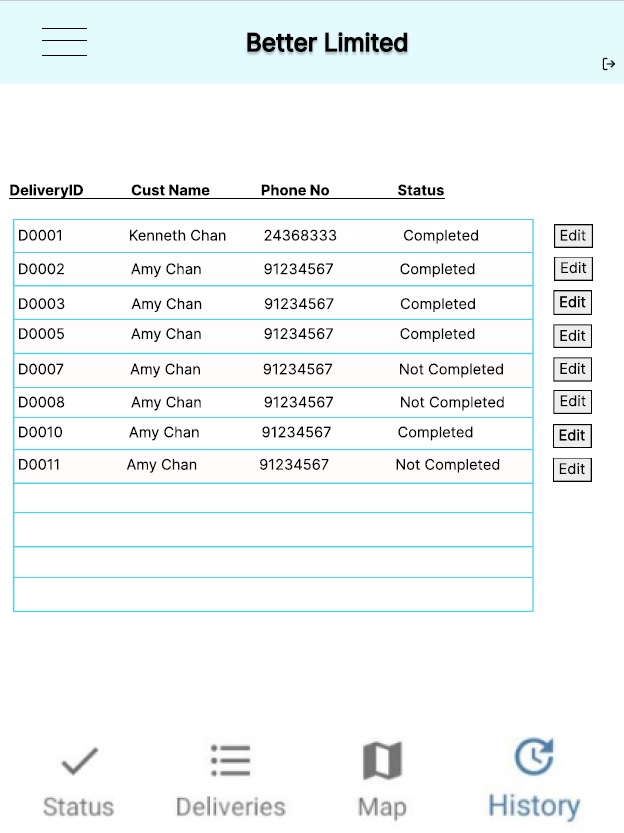 Better Limited
DeliveryID Cust Name Phone No Status
D0001 Kenneth Chan 24368333 Completed Edit
D0002 Amy Chan 91234567 Completed Edit
D0003 Amy Chan 91234567 Completed Edit
D0005 Amy Chan 91234567 Completed Edit
D0007 Amy Chan 91234567 Not Completed Edit
D0008 Amy Chan 91234567 Not Completed Edit
D0010 Amy Chan 91234567 Completed Edit
D0011 Amy Chan 91234567 Not Completed Edit
Status Deliveries Map History